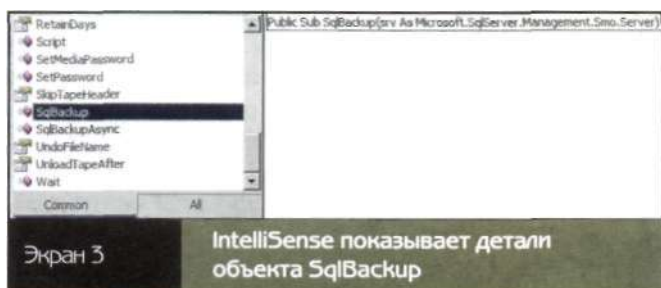 RetainDays
Script
SetMediaPassword
SetPassword
SkipTapeHeader
SqlBackup
SqlBackupAsync
UndoFileName
UnloadTapeAfter
Wait
Common All
Public Sub SqlBackup(srv As Microsoft.SqlServer.Management.Smo.Server)
Экран 3
IntelliSense показывает детали
объекта SqlBackup